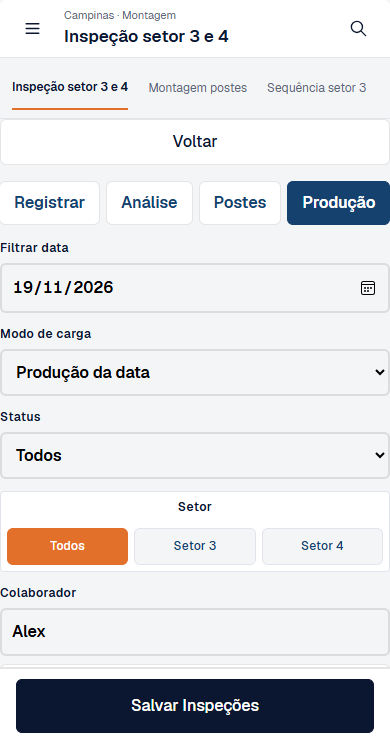 Campinas · Montagem
Inspeção setor 3 e 4
Inspeção setor 3 e 4 Montagem postes Sequência setor 3
Voltar
Registrar Análise Postes Produção
Filtrar data
19/11/2026
Modo de carga
Produção da data
Status
Todos
Setor
Todos Setor 3 Setor 4
Colaborador
Alex
Salvar Inspeções